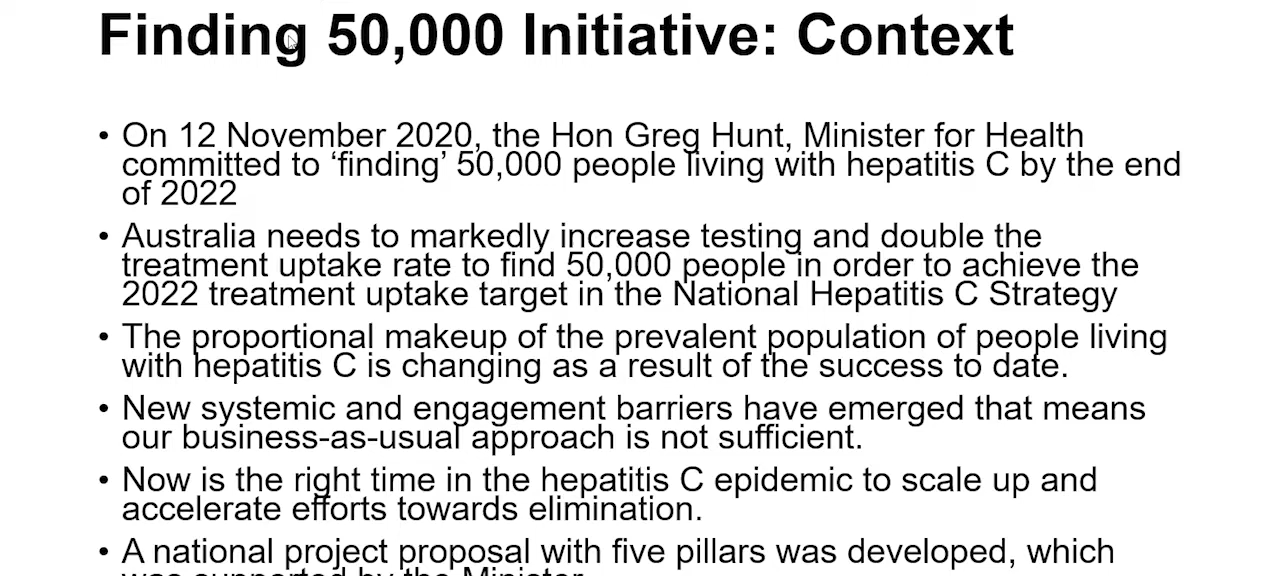 Finding 50,000 Initiative: Context
• On 12 November 2020, the Hon Greg Hunt, Minister for Health
committed to ‘finding’ 50,000 people living with hepatitis C by the end
of 2022
• Australia needs to markedly increase testing and double the
treatment uptake rate to find 50,000 people in order to achieve the
2022 treatment uptake target in the National Hepatitis C Strategy
• The proportional makeup of the prevalent population of people living
with hepatitis C is changing as a result of the success to date.
• New systemic and engagement barriers have emerged that means
our business-as-usual approach is not sufficient.
• Now is the right time in the hepatitis C epidemic to scale up and
accelerate efforts towards elimination.
• A national project proposal with five pillars was developed, which
was supported by the Minister